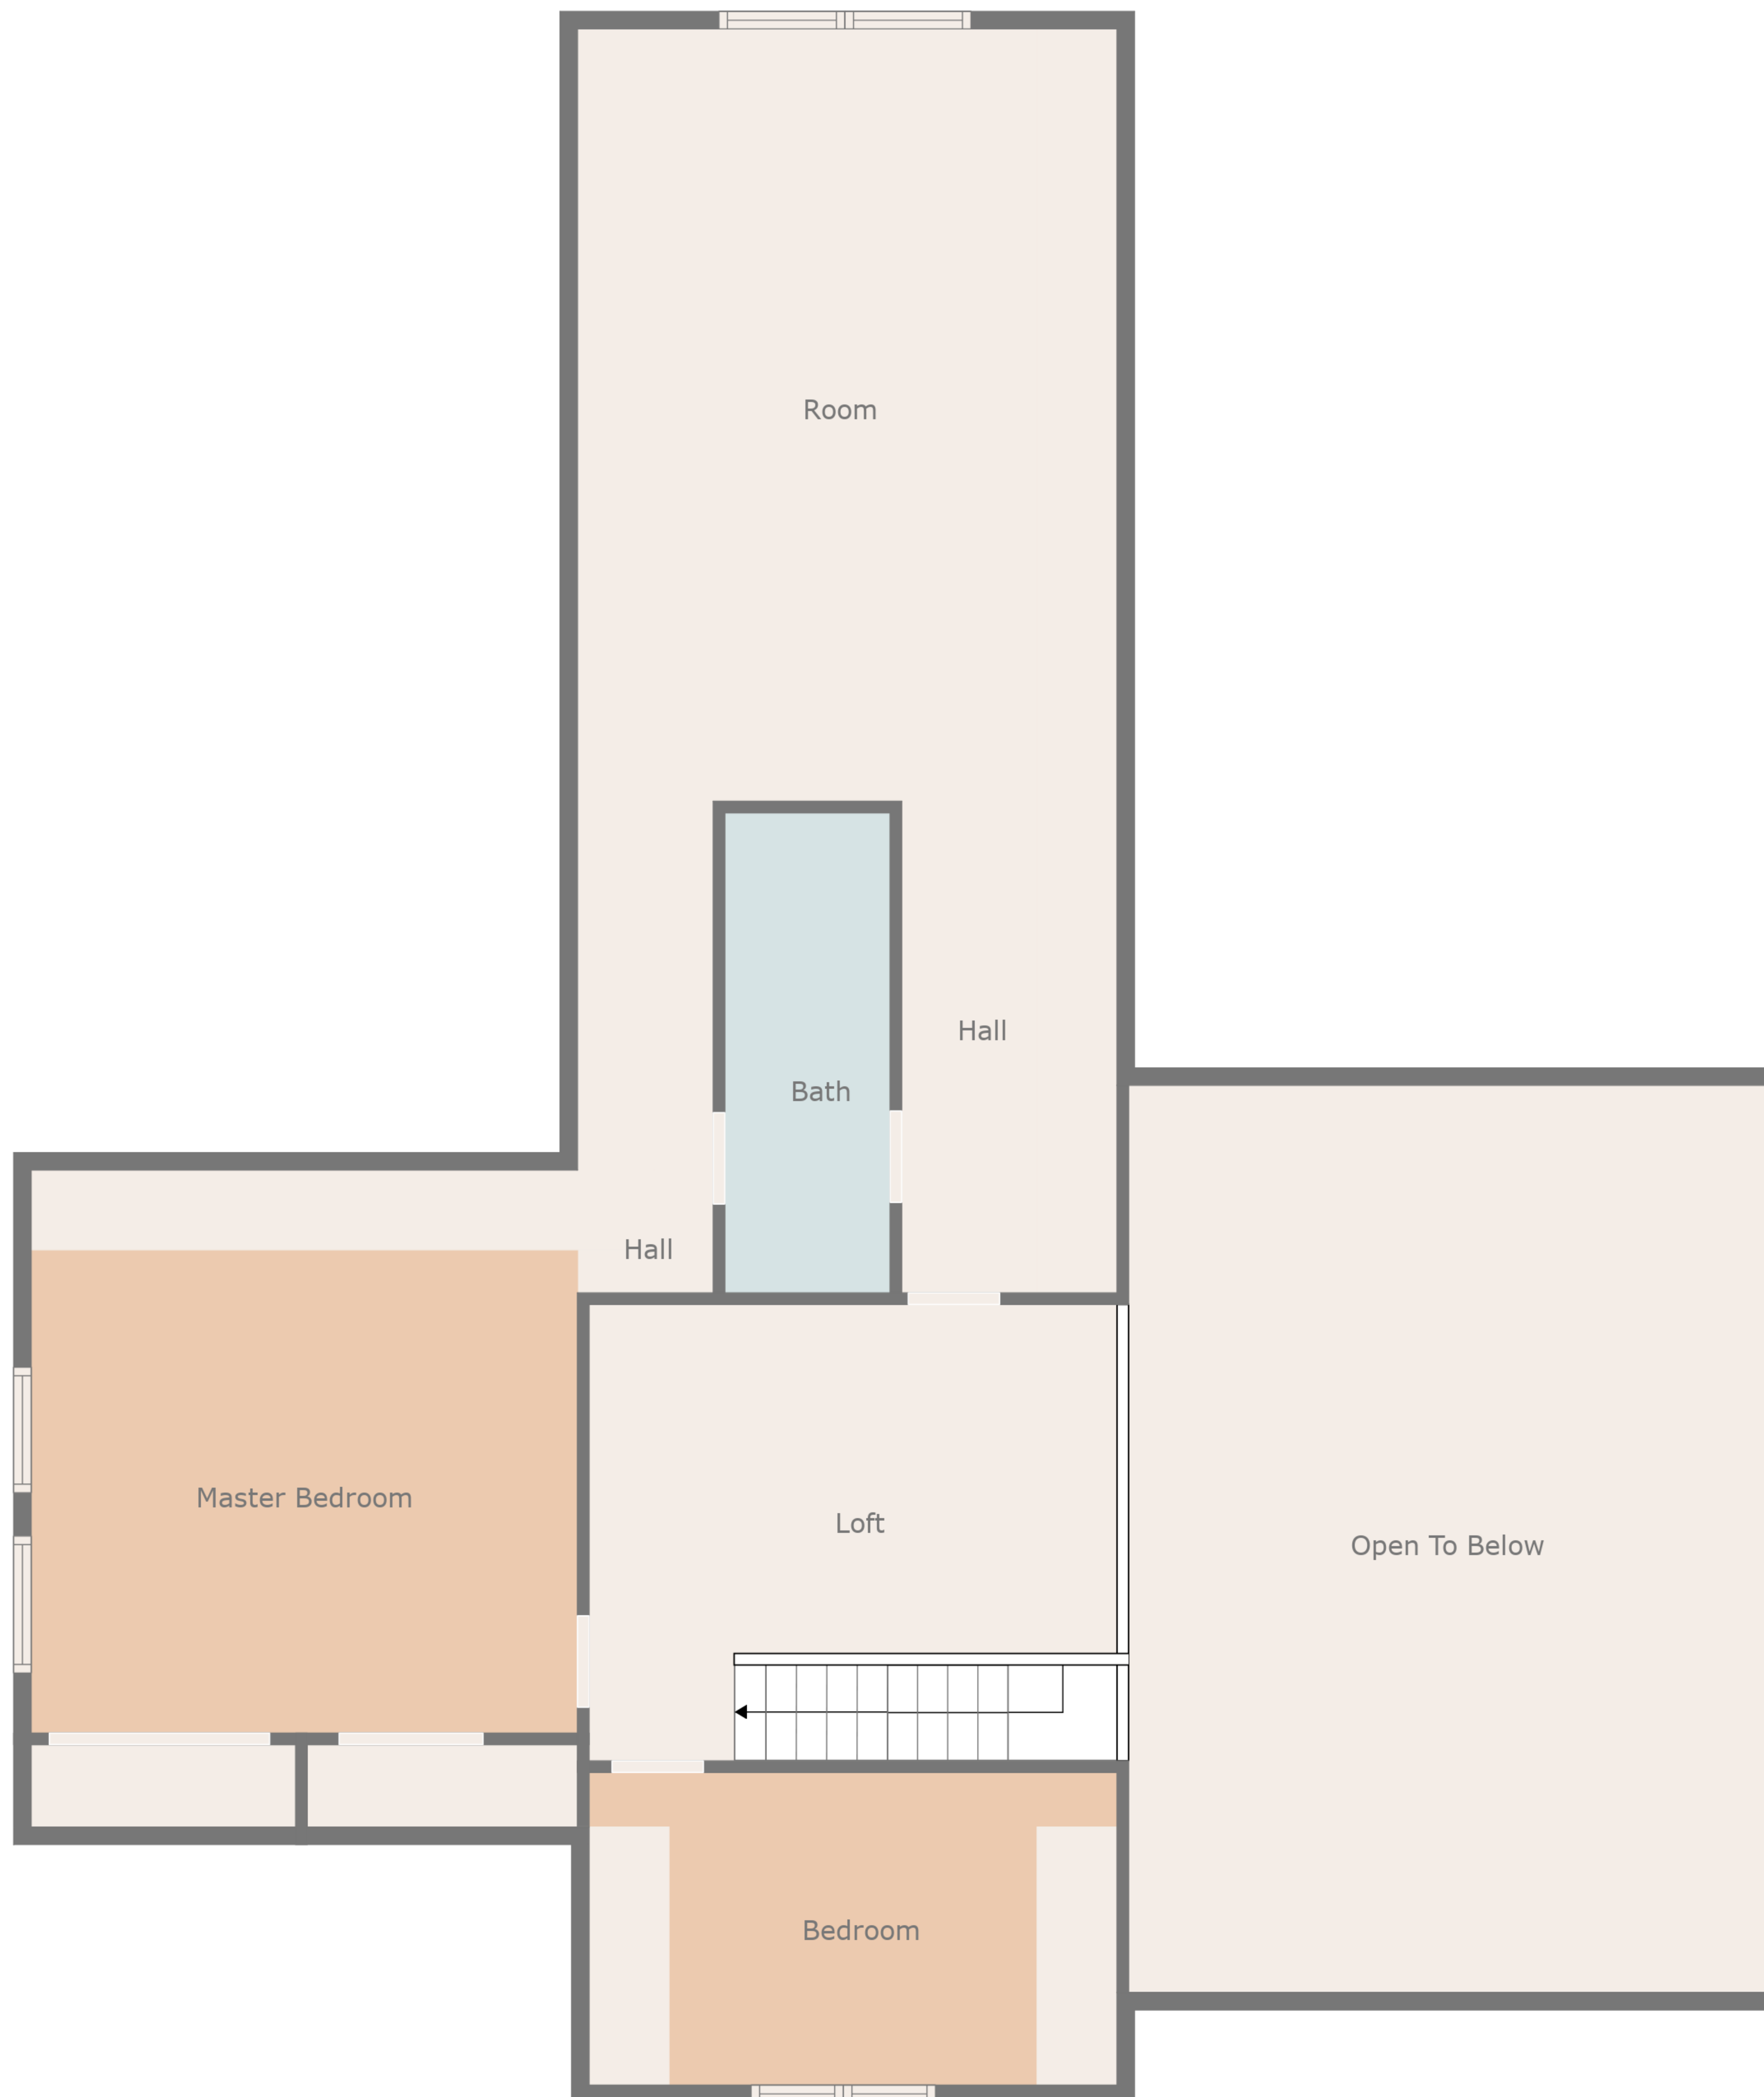 Room
Hall
Bath
Hall
Master Bedroom
Loft
Open To Below
Bedroom